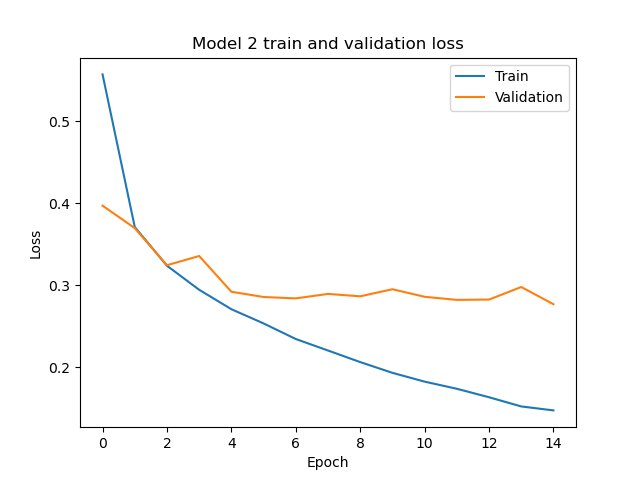 Model 2 train and validation loss
Train
Validation
0.5
0.4
0.3
0.2
Loss
0 2 4 6 8 10 12 14
Epoch